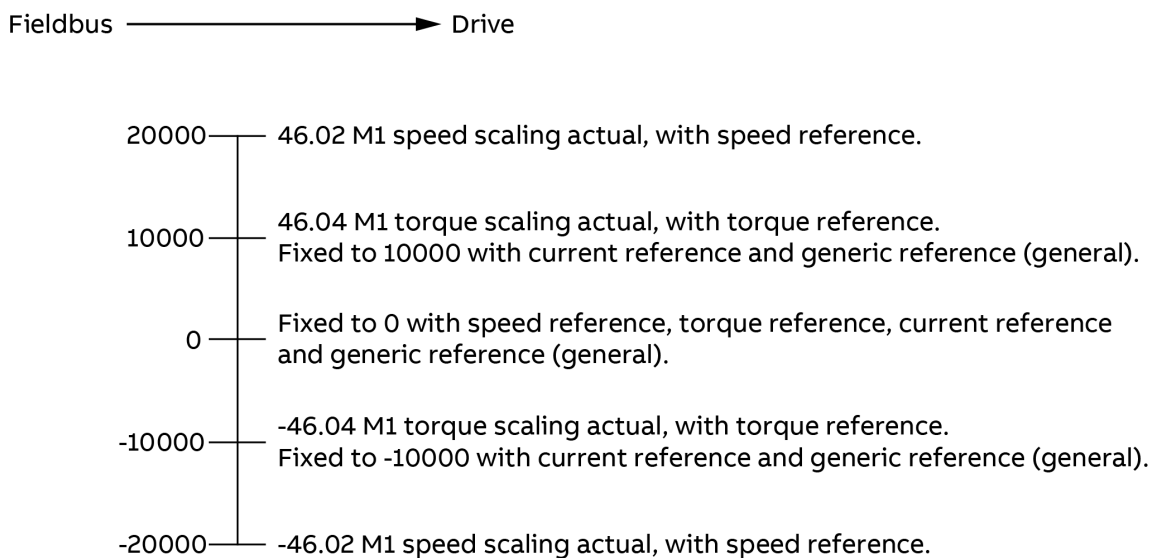 Fieldbus Drive
20000 46.02 M1 speed scaling actual, with speed reference.
46.04 M1 torque scaling actual, with torque reference.
10000
Fixed to 10000 with current reference and generic reference (general).
Fixed to 0 with speed reference, torque reference, current reference
0
and generic reference (general).
-46.04 M1 torque scaling actual, with torque reference.
-10000
Fixed to -10000 with current reference and generic reference (general).
-20000 -46.02 M1 speed scaling actual, with speed reference.